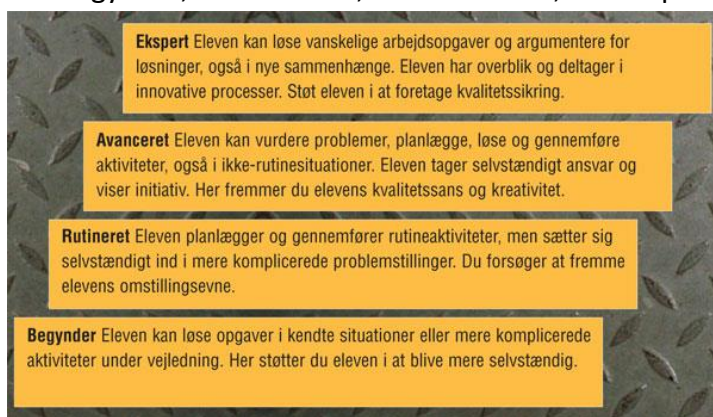 Ekspert Eleven kan løse vanskelige arbejdsopgaver og argumentere for
løsninger, også i nye sammenhænge. Eleven har overblik og deltager i
innovative processer. Støt eleven i at foretage kvalitetssikring.
Avanceret Eleven kan vurdere problemer, planlægge, løse og gennemføre
aktiviteter, også i ikke-rutinesituationer. Eleven tager selvstændigt ansvar og
viser initiativ. Her fremmer du elevens kvalitetssans og kreativitet.
Rutineret Eleven planlægger og gennemfører rutineaktiviteter, men sætter sig
selvstændigt ind i mere komplicerede problemstillinger. Du forsøger at fremme
elevens omstillingsevne.
Begynder Eleven kan løse opgaver i kendte situationer eller mere komplicerede
aktiviteter under vejledning. Her støtter du eleven i at blive mere selvstændig.